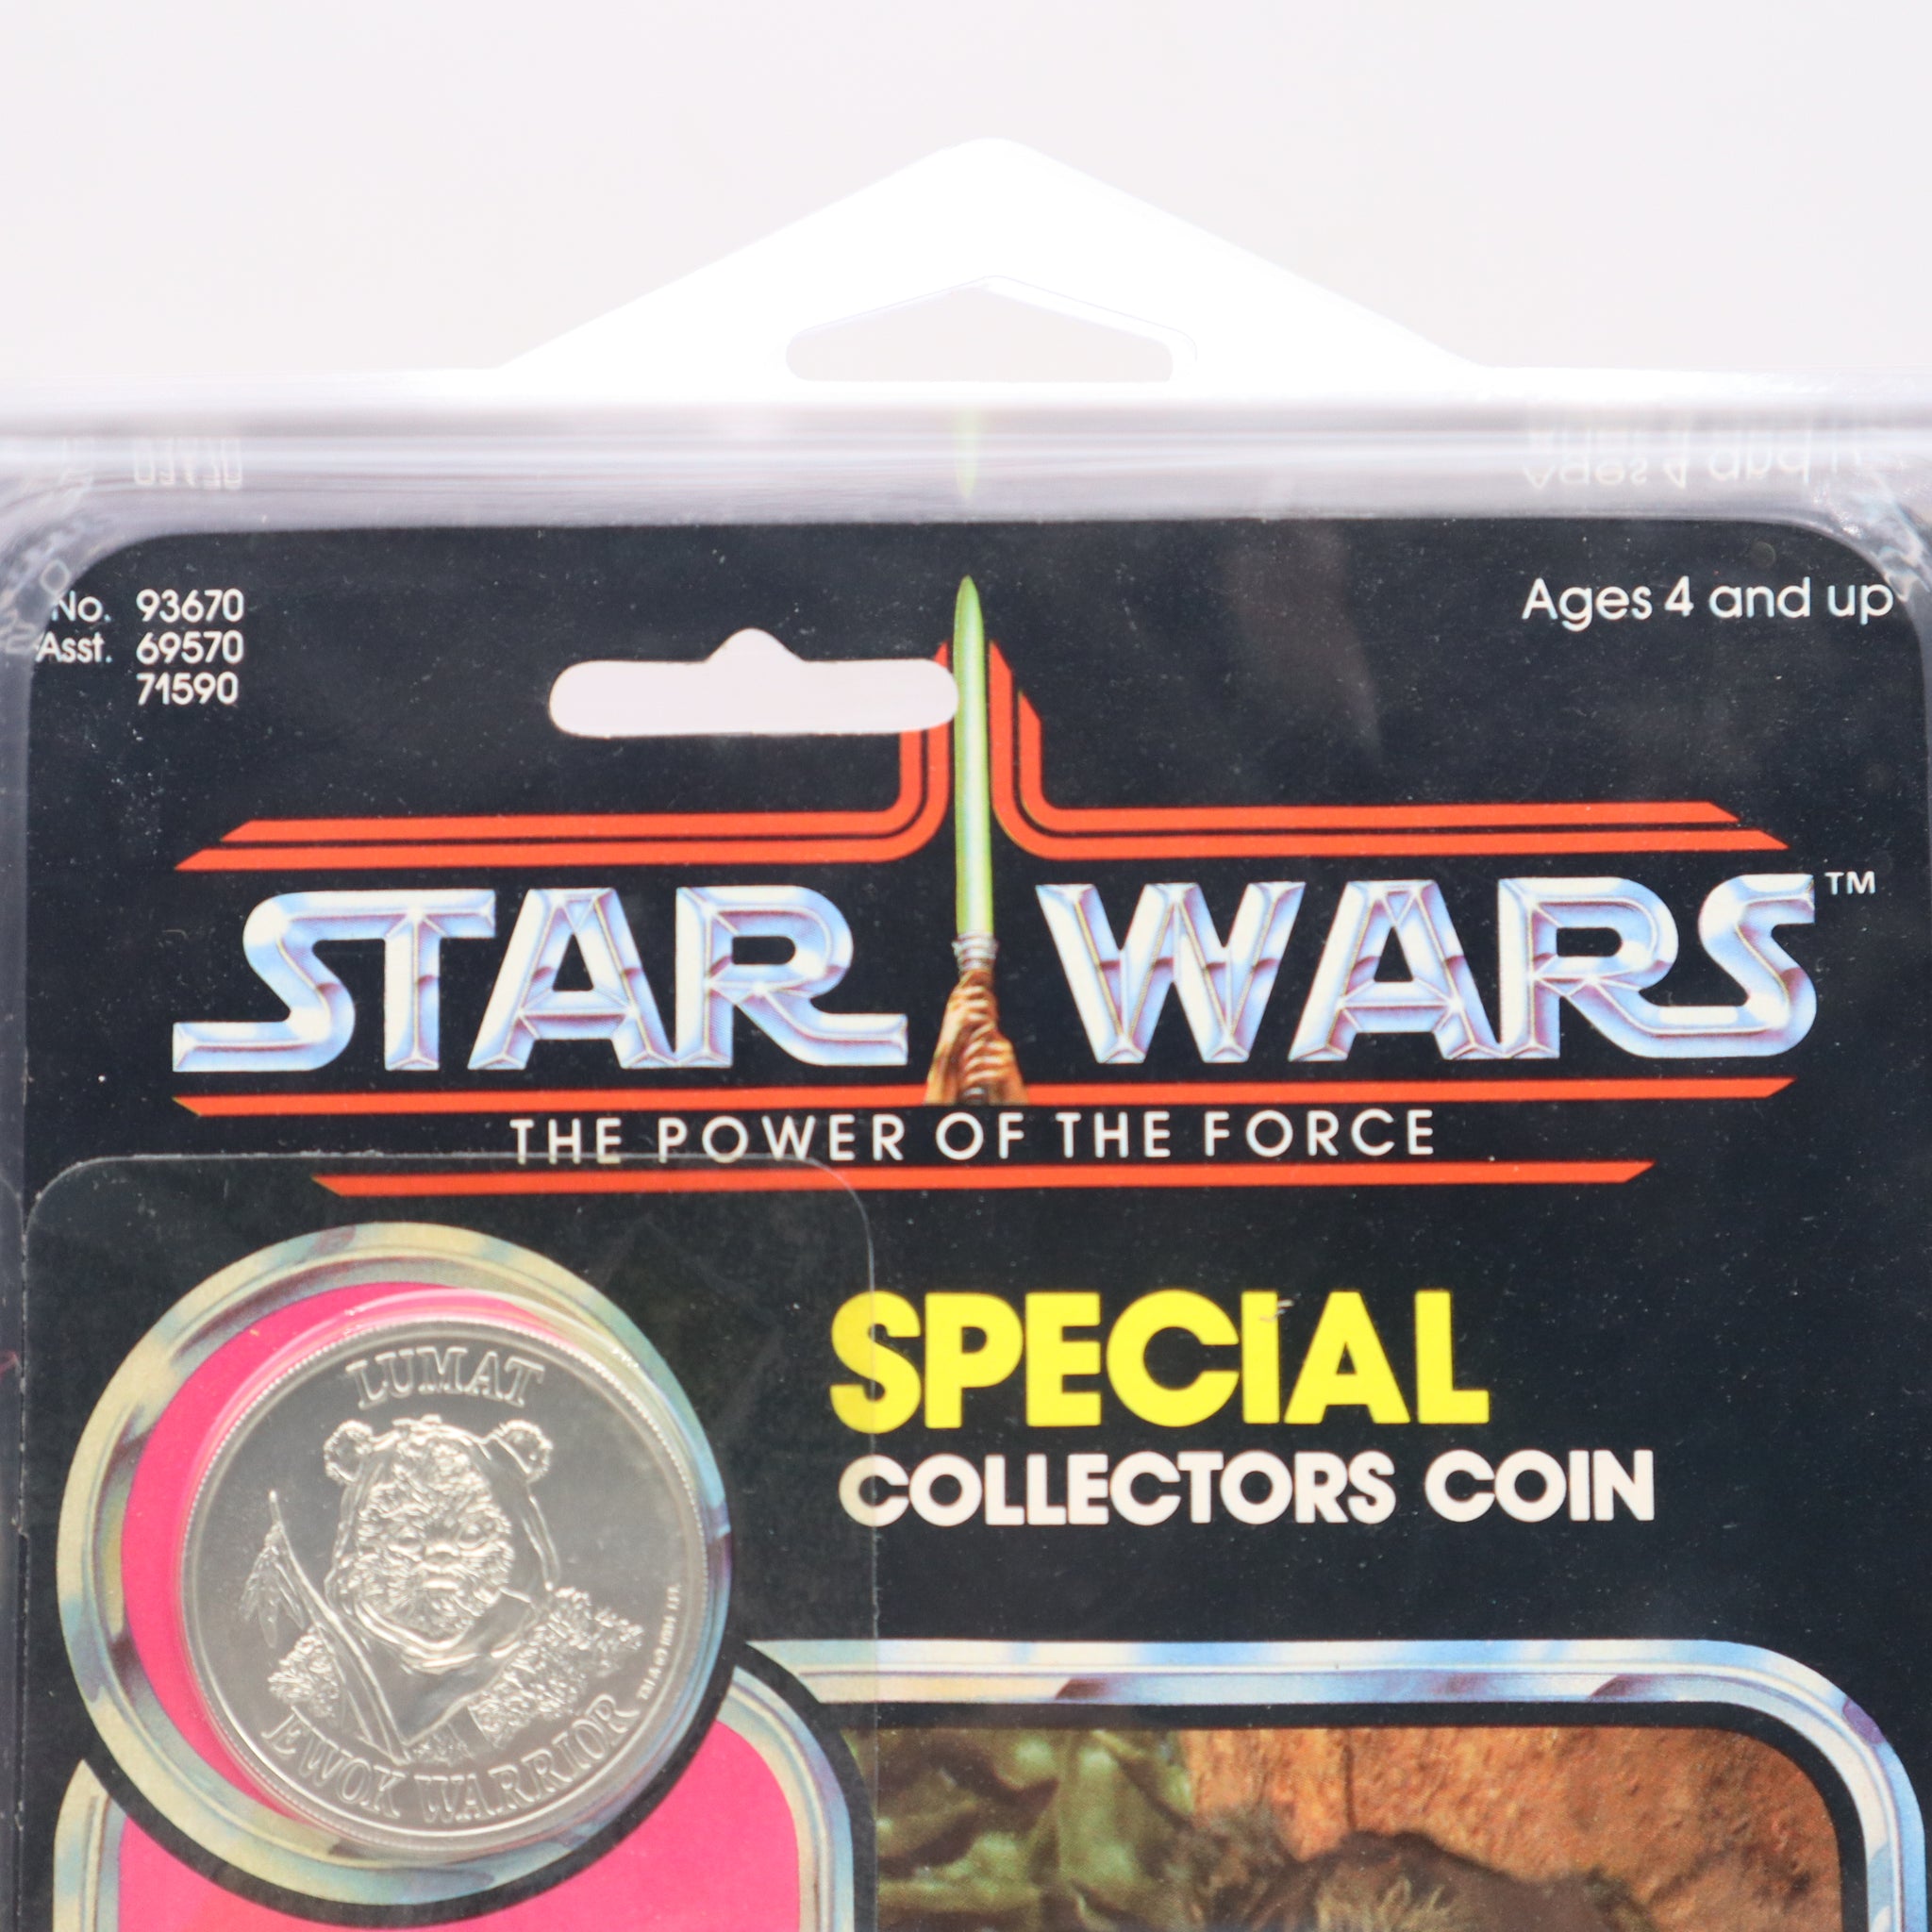 No. 93670
Asst. 69570
71590
Ages 4 and up
STAR WARS™
THE POWER OF THE FORCE
SPECIAL
COLLECTORS COIN
LUMAT
EWOK WARRIOR